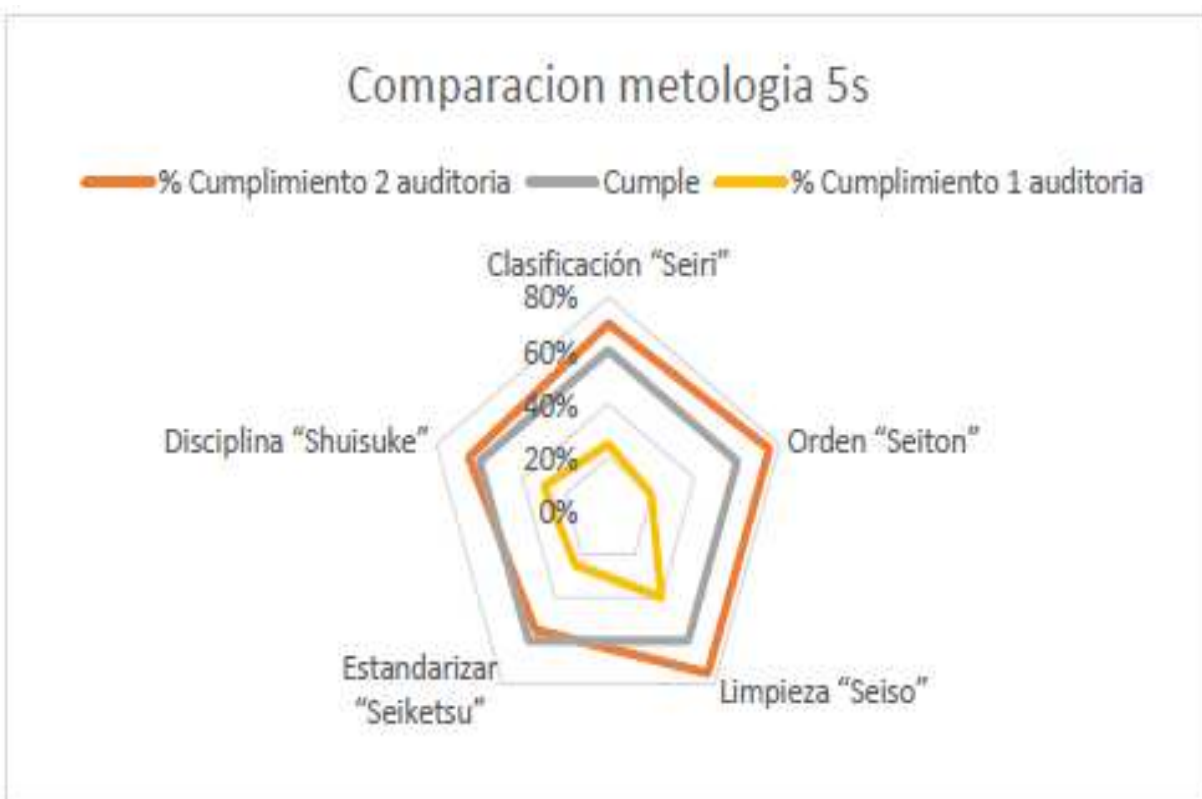 Comparacion metologia 5s
% Cumplimiento 2 auditoria Cumple % Cumplimiento 1 auditoria
Clasificación “Seiri”
80%
60%
40%
20%
0%
Orden “Seiton”
Disciplina “Shuisuke”
Limpieza “Seiso”
Estandarizar
“Seiketsu”